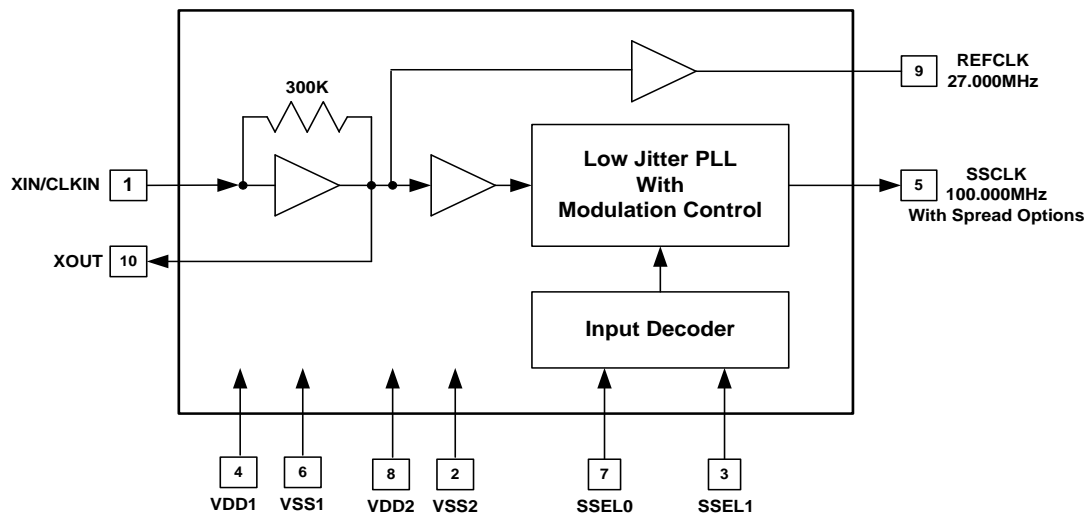 300K
9
REFCLK
27.000MHz
Low Jitter PLL
With
Modulation Control
XIN/CLKIN
1
5
SSCLK
100.000MHz
With Spread Options
XOUT
10
Input Decoder
4
6
8
2
7
3
VDD1
VSS1
VDD2
VSS2
SSEL0
SSEL1